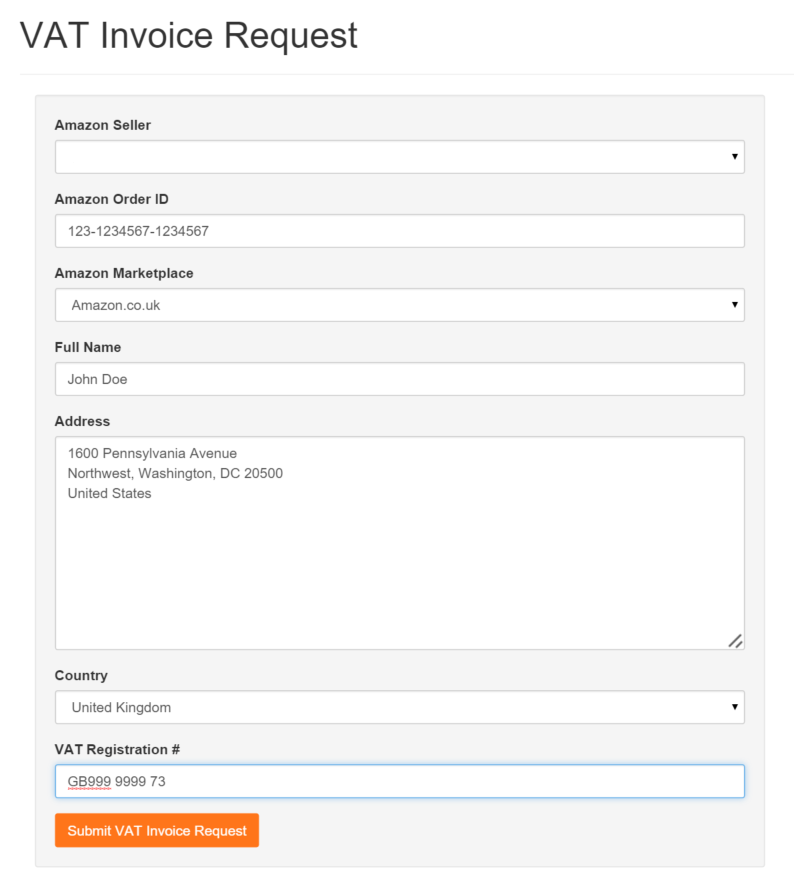 VAT Invoice Request
Amazon Seller
Amazon Order ID
123-1234567-1234567
Amazon Marketplace
Amazon.co.uk
Full Name
John Doe
Address
1600 Pennsylvania Avenue
Northwest, Washington, DC 20500
United States
Country
United Kingdom
VAT Registration #
GB999 9999 73
Submit VAT Invoice Request